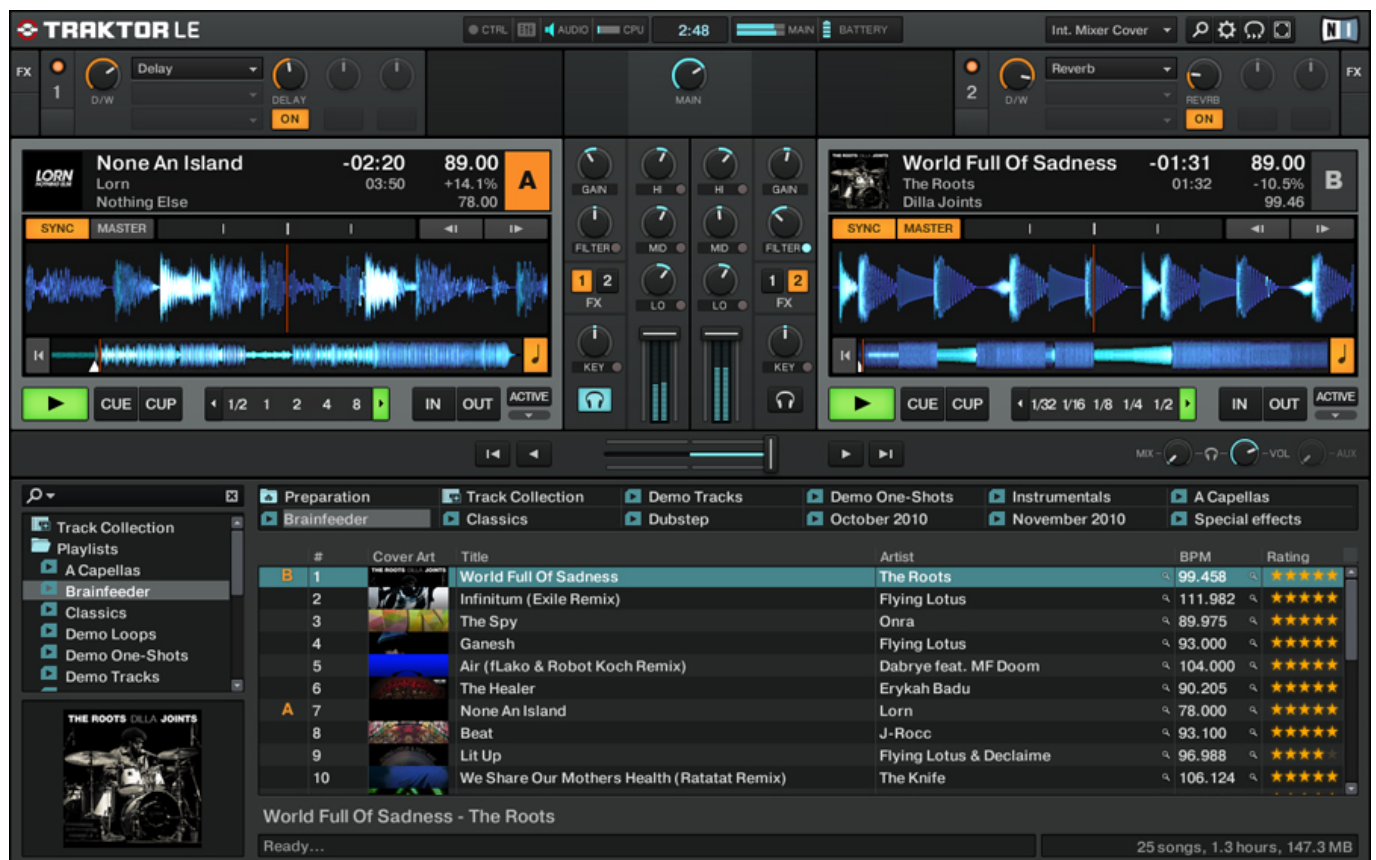 TRAKTOR LE CTRL AUDIO CPU 2:48 MAIN BATTERY Int. Mixer Cover NI
FX 1 D/W Delay DELAY ON MAIN 2 D/W Reverb REVRB ON FX
LORN NOTHING ELSE
None An Island -02:20 89.00 A
Lorn 03:50 +14.1%
Nothing Else 78.00
SYNC MASTER
CUE CUP 1/2 1 2 4 8 IN OUT ACTIVE
GAIN HI HI GAIN
FILTER MID MID FILTER
1 2 LO LO 1 2
FX FX
KEY KEY
THE ROOTS DILLA JOINTS
World Full Of Sadness -01:31 89.00 B
The Roots 01:32 -10.5%
Dilla Joints 99.46
SYNC MASTER
CUE CUP 1/32 1/16 1/8 1/4 1/2 IN OUT ACTIVE
MIX VOL AUX
Track Collection
Playlists
A Capellas
Brainfeeder
Classics
Demo Loops
Demo One-Shots
Demo Tracks
THE ROOTS DILLA JOINTS
Preparation Track Collection Demo Tracks Demo One-Shots Instrumentals A Capellas
Brainfeeder Classics Dubstep October 2010 November 2010 Special effects
# Cover Art Title Artist BPM Rating
B 1 THE ROOTS DILLA JOINTS World Full Of Sadness The Roots 99.458
2 Infinitum (Exile Remix) Flying Lotus 111.982
3 The Spy Onra 89.975
4 Ganesh Flying Lotus 93.000
5 Air (fLako & Robot Koch Remix) Dabrye feat. MF Doom 104.000
6 The Healer Erykah Badu 90.205
A 7 None An Island Lorn 78.000
8 Beat J-Rocc 93.100
9 Lit Up Flying Lotus & Declaime 96.988
10 We Share Our Mothers Health (Ratatat Remix) The Knife 106.124
World Full Of Sadness - The Roots
Ready... 25 songs, 1.3 hours, 147.3 MB